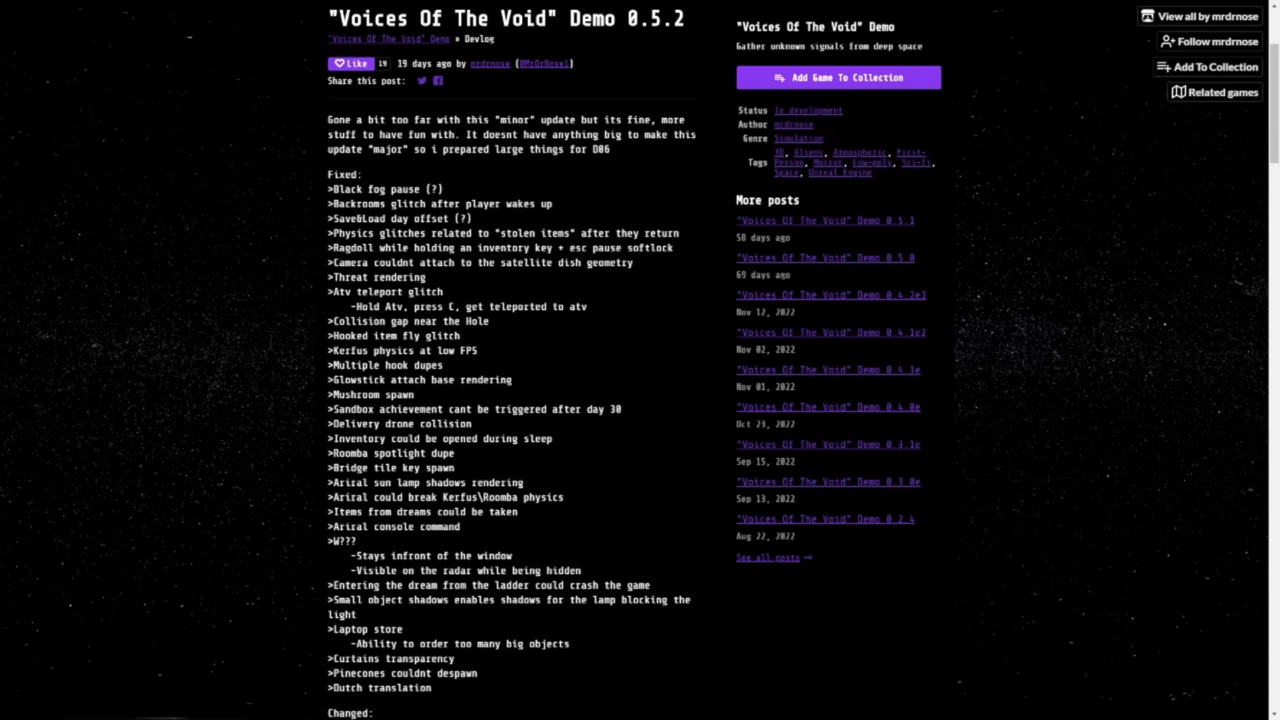 "Voices Of The Void" Demo 0.5.2
"Voices Of The Void" Demo » Devlog
Like 19 19 days ago by mrdrnose (@MrDrNose1)
Share this post:
Gone a bit too far with this "minor" update but its fine, more
stuff to have fun with. It doesnt have anything big to make this
update "major" so i prepared large things for 006
Fixed:
>Black fog pause (?)
>Backrooms glitch after player wakes up
>Save&Load day offset (?)
>Physics glitches related to "stolen items" after they return
>Ragdoll while holding an inventory key + esc pause softlock
>Camera couldnt attach to the satellite dish geometry
>Threat rendering
>Atv teleport glitch
-Hold Atv, press C, get teleported to atv
>Collision gap near the Hole
>Hooked item fly glitch
>Kerfus physics at low FPS
>Multiple hook dupes
>Glowstick attach base rendering
>Mushroom spawn
>Sandbox achievement cant be triggered after day 30
>Delivery drone collision
>Inventory could be opened during sleep
>Roomba spotlight dupe
>Bridge tile key spawn
>Ariral sun lamp shadows rendering
>Ariral could break Kerfus\Roomba physics
>Items from dreams could be taken
>Ariral console command
>W???
-Stays infront of the window
-Visible on the radar while being hidden
>Entering the dream from the ladder could crash the game
>Small object shadows enables shadows for the lamp blocking the
light
>Laptop store
-Ability to order too many big objects
>Curtains transparency
>Pinecones couldnt despawn
>Dutch translation
Changed:
"Voices Of The Void" Demo
Gather unknown signals from deep space
Add Game To Collection
Status In development
Author mrdrnose
Genre Simulation
Tags 3D, Aliens, Atmospheric, First-
Person, Horror, Low-poly, Sci-fi,
Space, Unreal Engine
More posts
"Voices Of The Void" Demo 0.5.1
58 days ago
"Voices Of The Void" Demo 0.5.0
69 days ago
"Voices Of The Void" Demo 0.4.2e3
Nov 12, 2022
"Voices Of The Void" Demo 0.4.1e2
Nov 02, 2022
"Voices Of The Void" Demo 0.4.1e
Nov 01, 2022
"Voices Of The Void" Demo 0.4.0e
Oct 23, 2022
"Voices Of The Void" Demo 0.3.1e
Sep 15, 2022
"Voices Of The Void" Demo 0.3.0e
Sep 13, 2022
"Voices Of The Void" Demo 0.2.4
Aug 22, 2022
See all posts →
View all by mrdrnose
Follow mrdrnose
Add To Collection
Related games